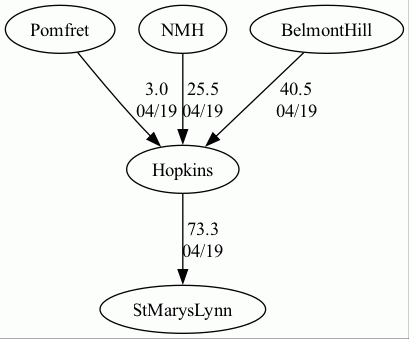 Pomfret NMH BelmontHill
3.0 25.5 40.5
04/19 04/19 04/19
Hopkins
73.3
04/19
StMarysLynn